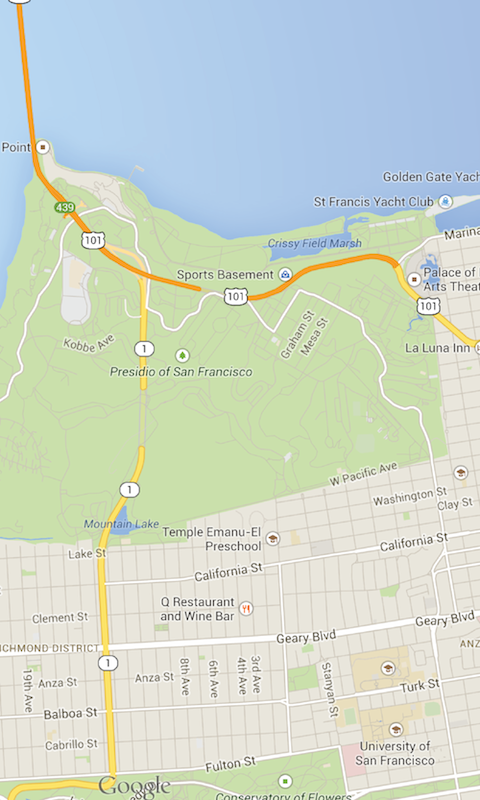 Point
439
101
Golden Gate Yach
St Francis Yacht Club
Marina
Crissy Field Marsh
Sports Basement
Palace of
Arts Theat
101
101
La Luna Inn
Kobbe Ave
Graham St
Mesa St
1
Presidio of San Francisco
W Pacific Ave
1
Washington St
Clay St
Mountain Lake
Temple Emanu-El
Preschool
California St
Lake St
California St
Q Restaurant
and Wine Bar
Clement St
Geary Blvd
Geary Blvd
ICHMOND DISTRICT
ANZ
1
19th Ave
Anza St
Anza St
8th Ave
6th Ave
4th Ave
3rd Ave
Stanyan St
Turk St
Balboa St
Cabrillo St
University of
San Francisco
Fulton St
Google
Conservatory of Flowers